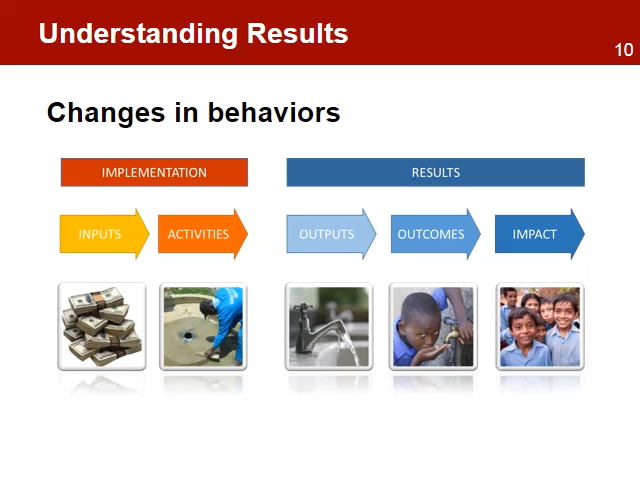 Understanding Results
10
Changes in behaviors
IMPLEMENTATION
RESULTS
INPUTS
ACTIVITIES
OUTPUTS
OUTCOMES
IMPACT